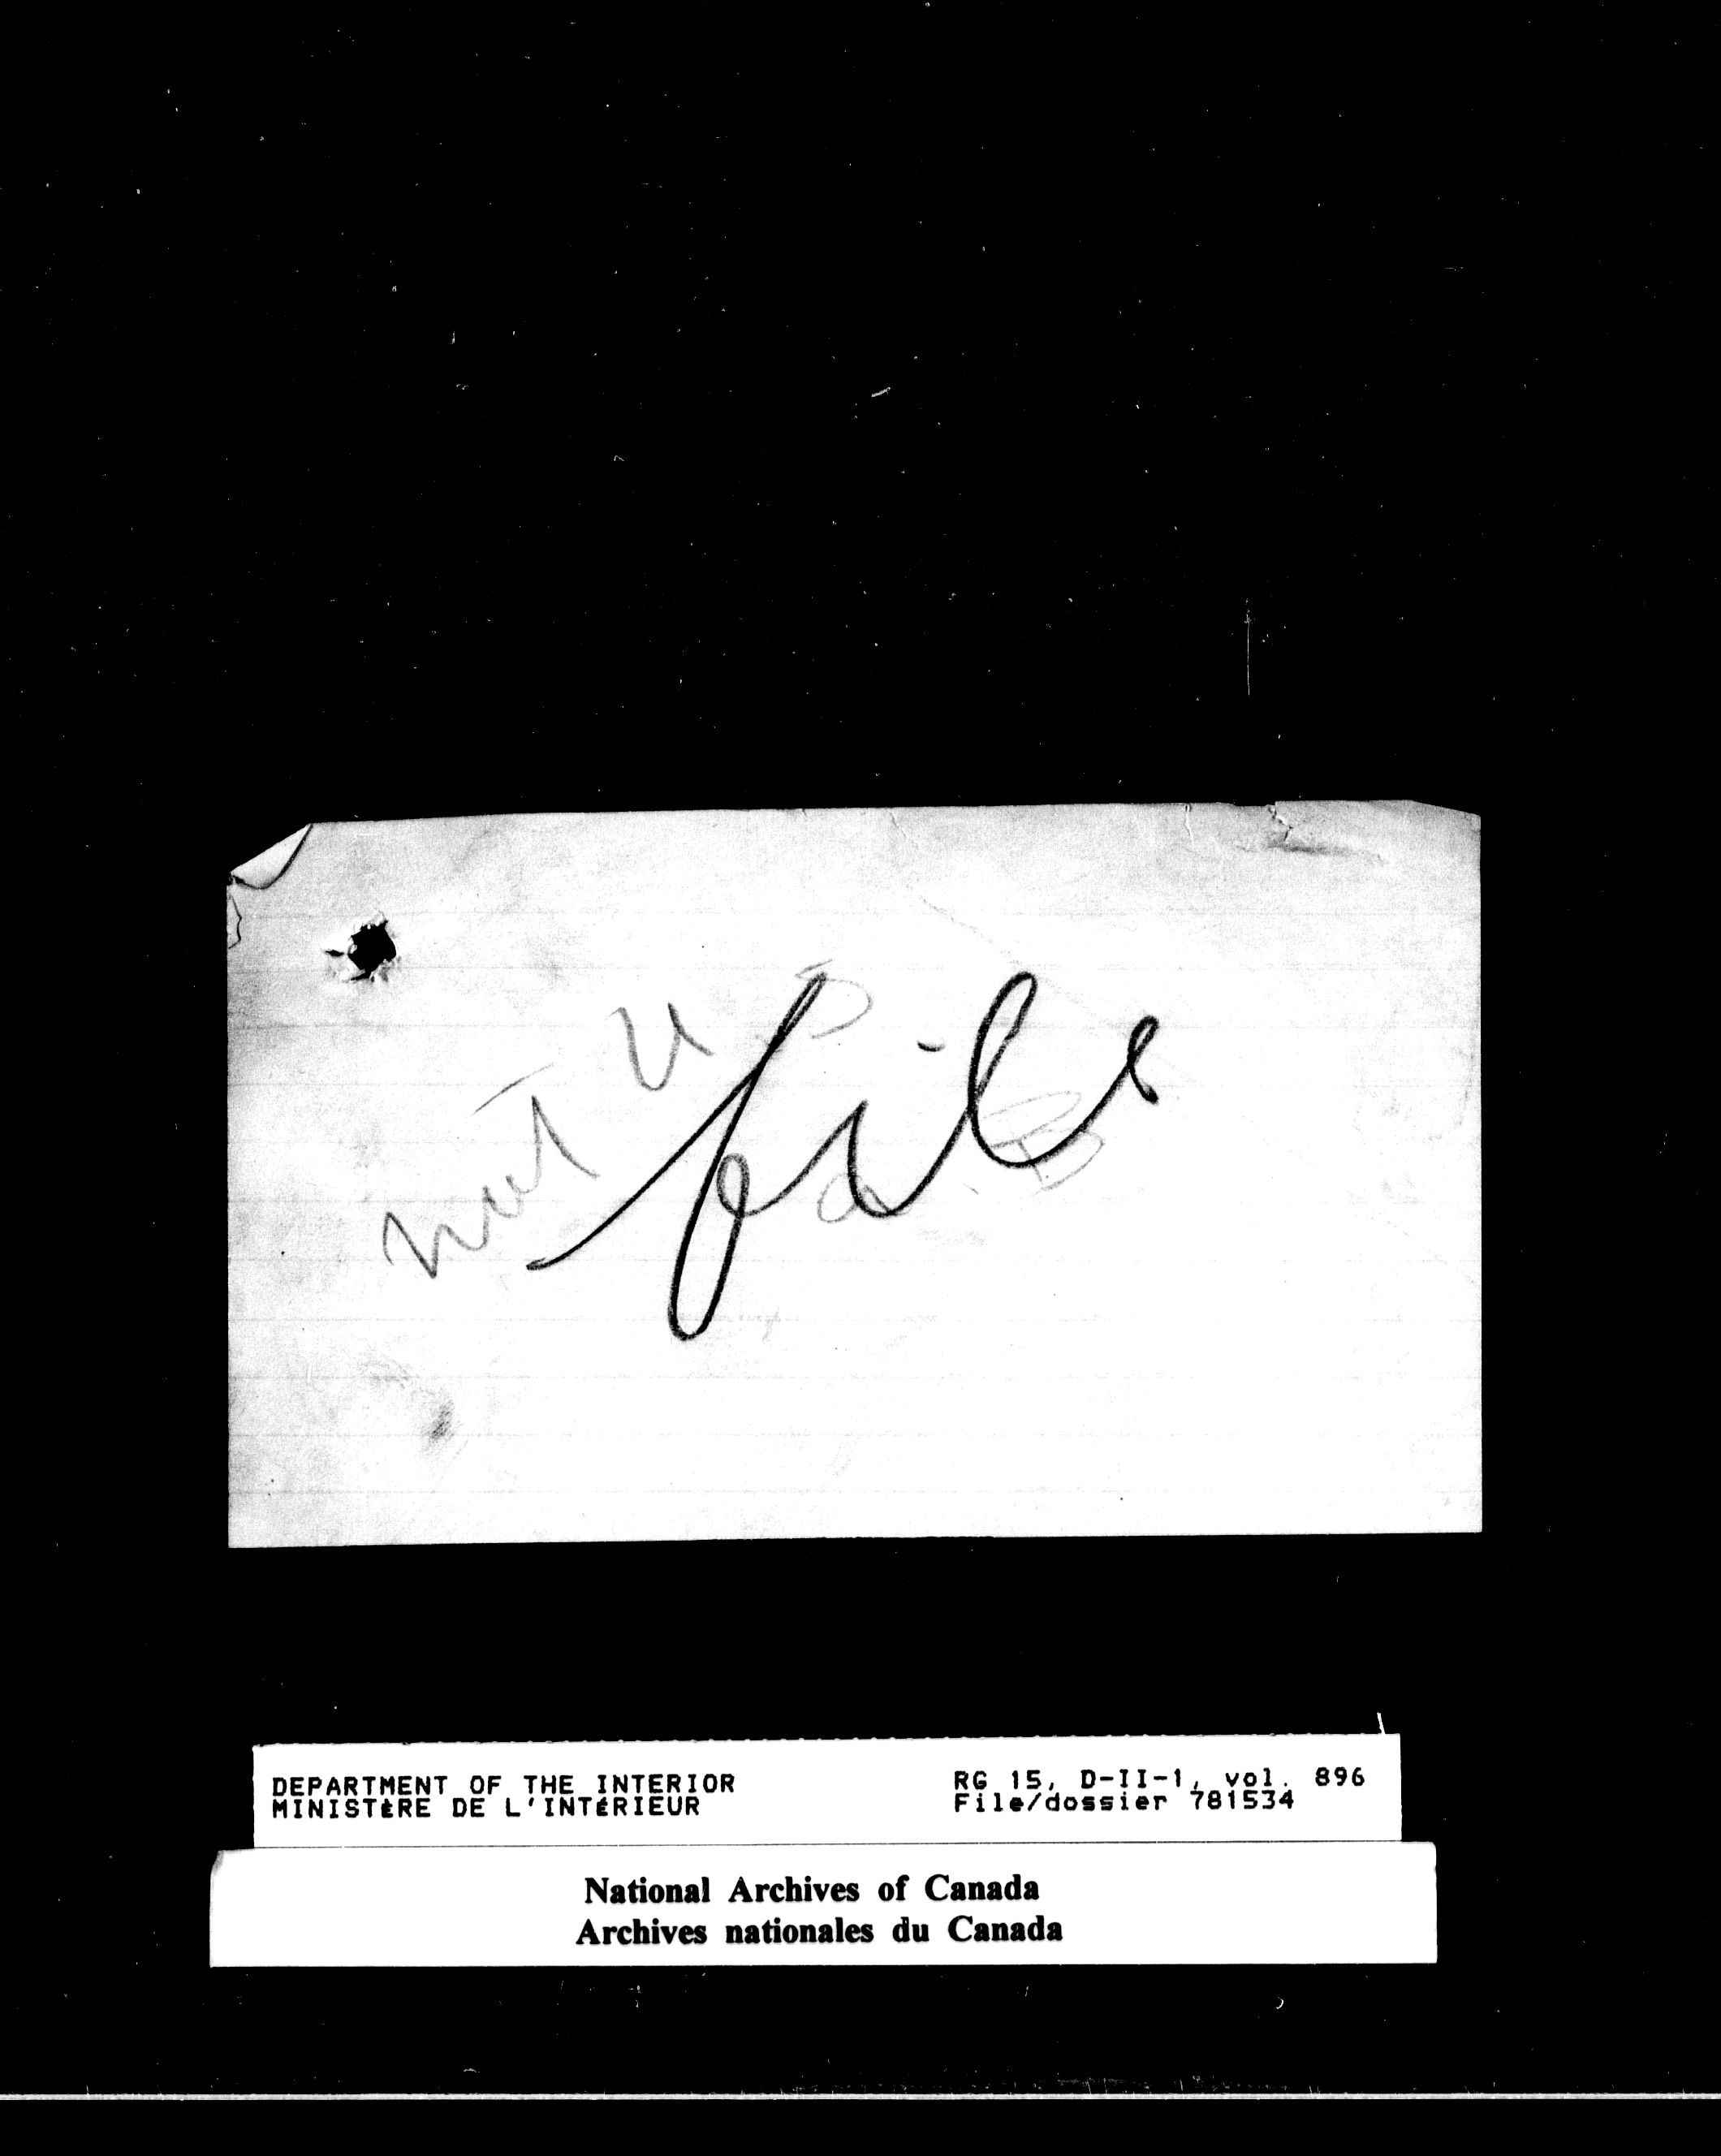 file
DEPARTMENT OF THE INTERIOR RG 15, D-II-1, vol. 896
MINISTÈRE DE L'INTÉRIEUR File/dossier 781534
National Archives of Canada
Archives nationales du Canada